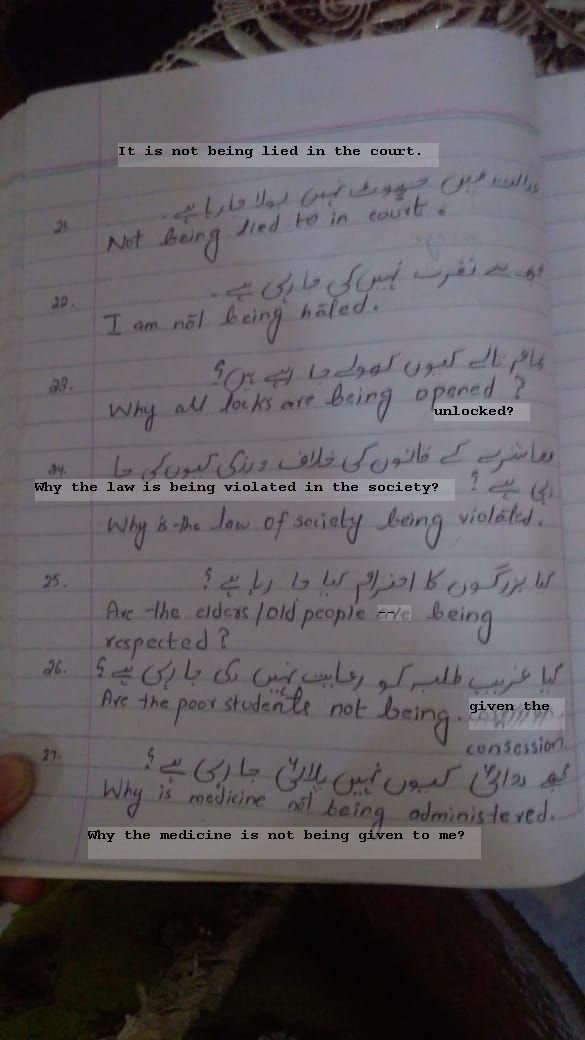 It is not being lied in the court.
21. عدالت میں جھوٹ نہیں بولا جا رہا ہے۔
Not being lied to in court.
22. مجھ سے نفرت نہیں کی جا رہی ہے۔
I am not being hated.
23. تمام تالے کیوں کھولے جا رہے ہیں؟
Why all locks are being opened ?
unlocked?
24. معاشرے کے قانون کی خلاف ورزی کیوں کی جا
رہی ہے ؟
Why the law is being violated in the society?
Why is the law of society being violated.
25. کیا بزرگوں کا احترام کیا جا رہا ہے ؟
Are the elders/old people --- being
respected?
26. کیا غریب طلبہ کو رعایت نہیں دی جا رہی ہے ؟
Are the poor students not being. given the
consession.
27. مجھے دوائی کیوں نہیں پلائی جا رہی ہے ؟
Why is medicine not being administered.
Why the medicine is not being given to me?